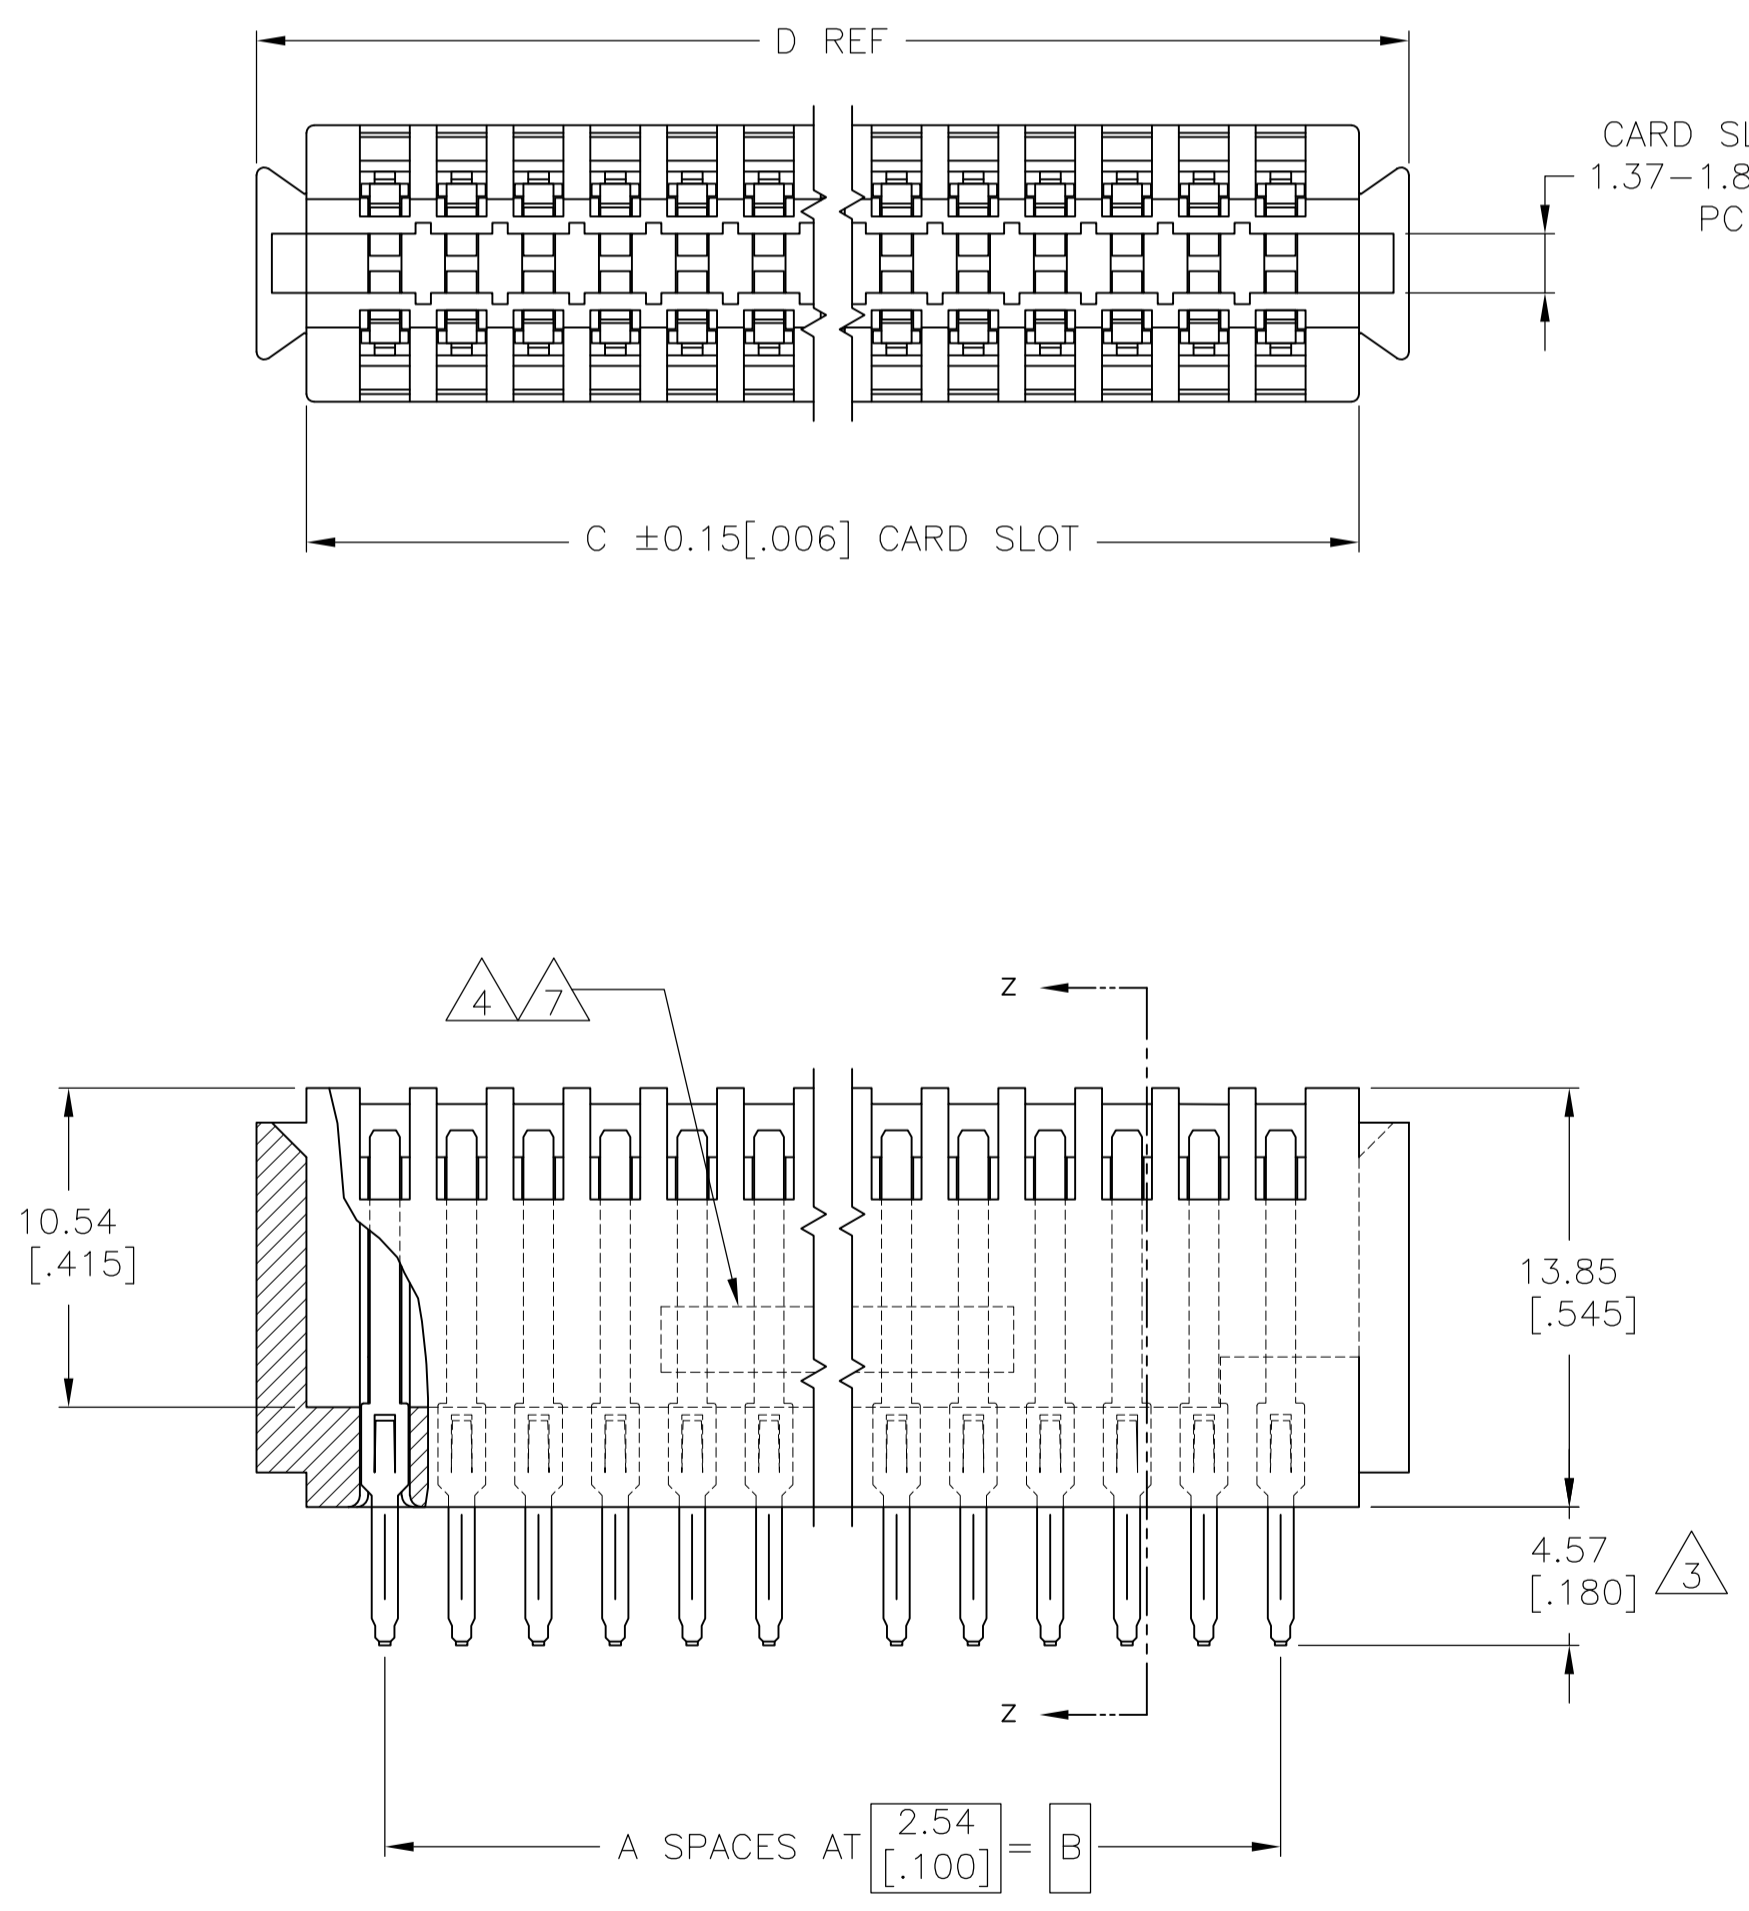 D REF
CARD SL
1.37-1.8
PC
C ±0.15[.006] CARD SLOT
4 7
z
10.54
[.415]
13.85
[.545]
4.57
[.180]
3
z
A SPACES AT 2.54 = B
[.100]